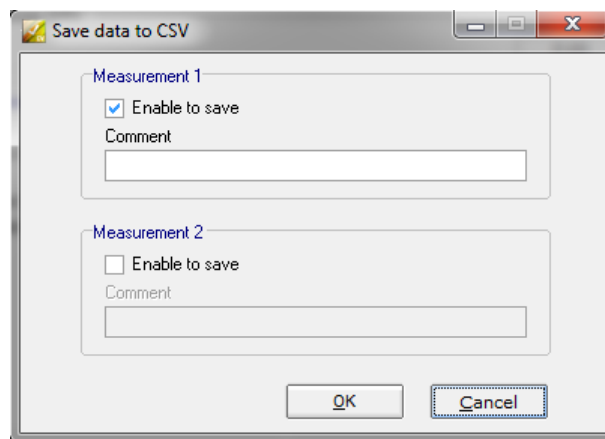 Save data to CSV
Measurement 1
Enable to save
Comment
Measurement 2
Enable to save
Comment
OK Cancel